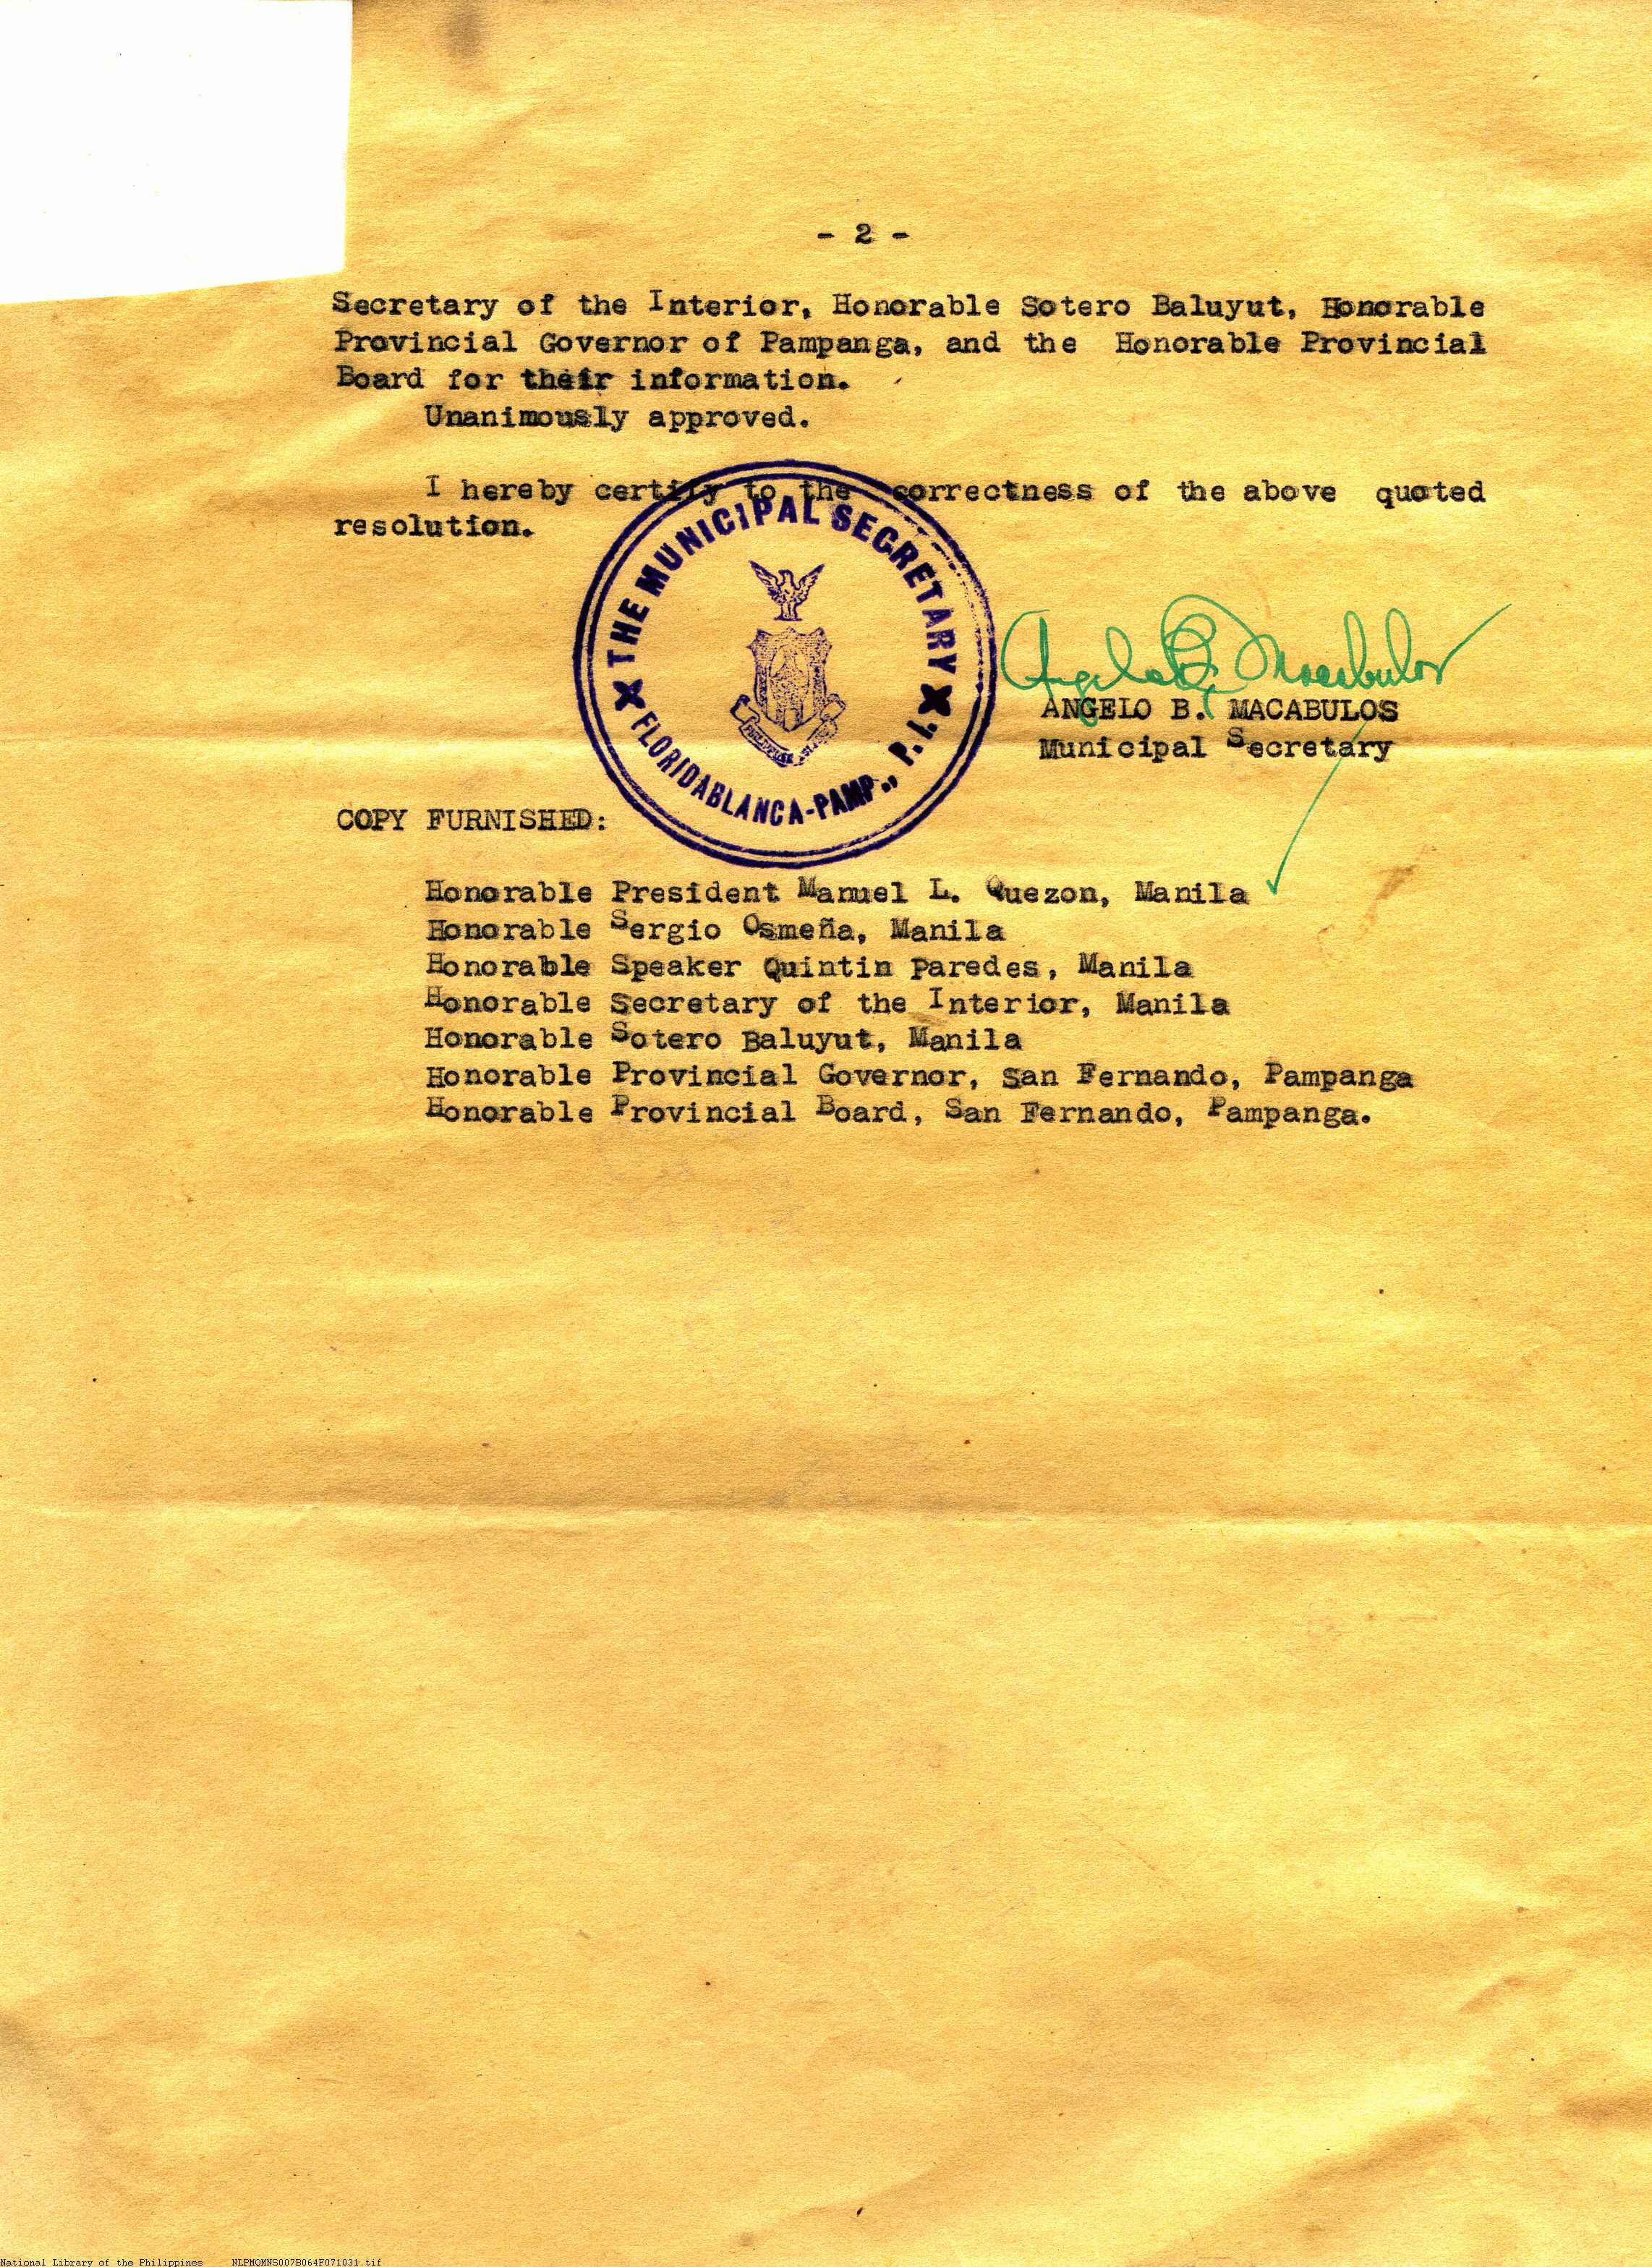 - 2 -
Secretary of the Interior, Honorable Sotero Baluyut, Honorable
Provincial Governor of Pampanga, and the Honorable Provincial
Board for their information.
Unanimously approved.
I hereby certify to the correctness of the above quoted
resolution.
THE MUNICIPAL SECRETARY
FLORIDABLANCA-PAMP., P.I.
Angelo B. Macabulos
ANGELO B. MACABULOS
Municipal Secretary
COPY FURNISHED:
Honorable President Manuel L. Quezon, Manila
Honorable Sergio Osmeña, Manila
Honorable Speaker Quintin Paredes, Manila
Honorable Secretary of the Interior, Manila
Honorable Sotero Baluyut, Manila
Honorable Provincial Governor, San Fernando, Pampanga
Honorable Provincial Board, San Fernando, Pampanga.
National Library of the Philippines NLPMQMNS007B064F071031.tif